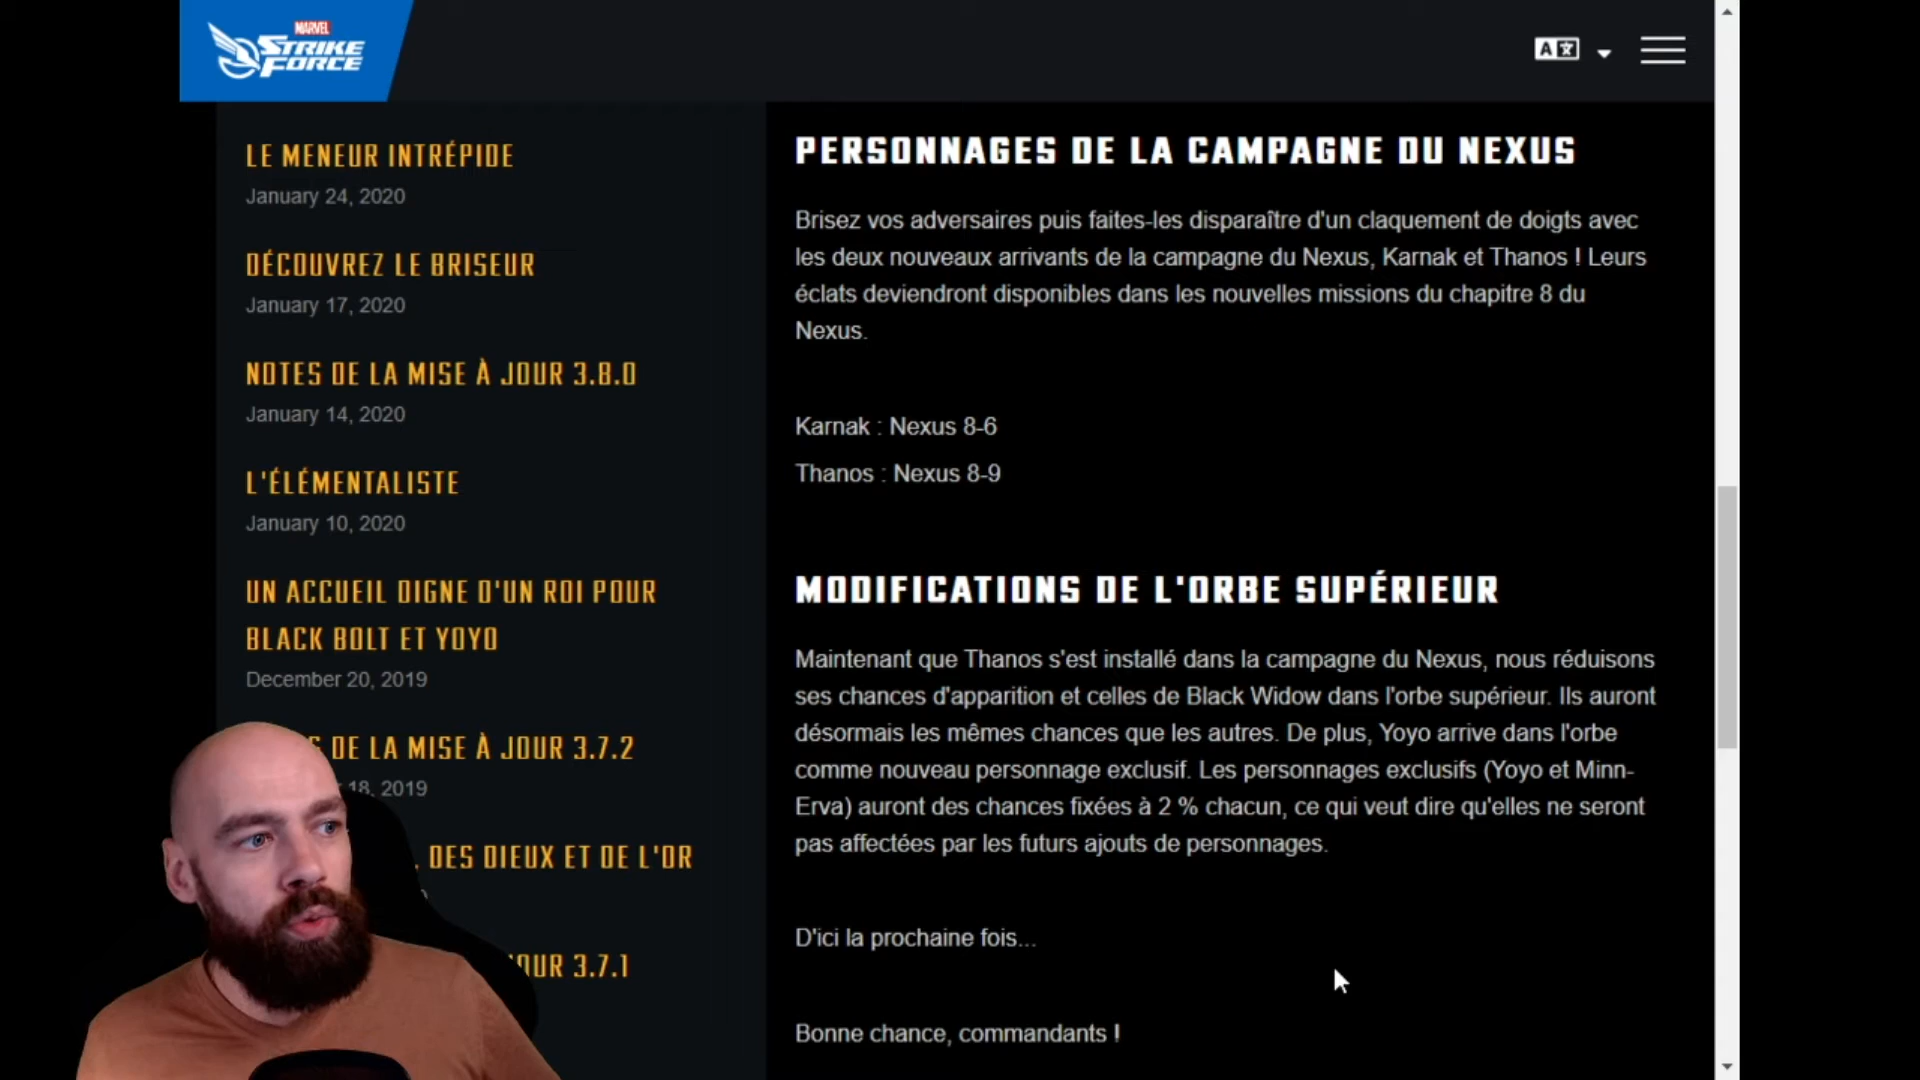 MARVEL
STRIKE
FORCE
LE MENEUR INTRÉPIDE
January 24, 2020
DÉCOUVREZ LE BRISEUR
January 17, 2020
NOTES DE LA MISE À JOUR 3.8.0
January 14, 2020
L'ÉLÉMENTALISTE
January 10, 2020
UN ACCUEIL DIGNE D'UN ROI POUR
BLACK BOLT ET YOYO
December 20, 2019
DE LA MISE À JOUR 3.7.2
18, 2019
, DES DIEUX ET DE L'OR
JOUR 3.7.1
PERSONNAGES DE LA CAMPAGNE DU NEXUS
Brisez vos adversaires puis faites-les disparaître d'un claquement de doigts avec
les deux nouveaux arrivants de la campagne du Nexus, Karnak et Thanos ! Leurs
éclats deviendront disponibles dans les nouvelles missions du chapitre 8 du
Nexus.
Karnak : Nexus 8-6
Thanos : Nexus 8-9
MODIFICATIONS DE L'ORBE SUPÉRIEUR
Maintenant que Thanos s'est installé dans la campagne du Nexus, nous réduisons
ses chances d'apparition et celles de Black Widow dans l'orbe supérieur. Ils auront
désormais les mêmes chances que les autres. De plus, Yoyo arrive dans l'orbe
comme nouveau personnage exclusif. Les personnages exclusifs (Yoyo et Minn-
Erva) auront des chances fixées à 2 % chacun, ce qui veut dire qu'elles ne seront
pas affectées par les futurs ajouts de personnages.
D'ici la prochaine fois...
Bonne chance, commandants !